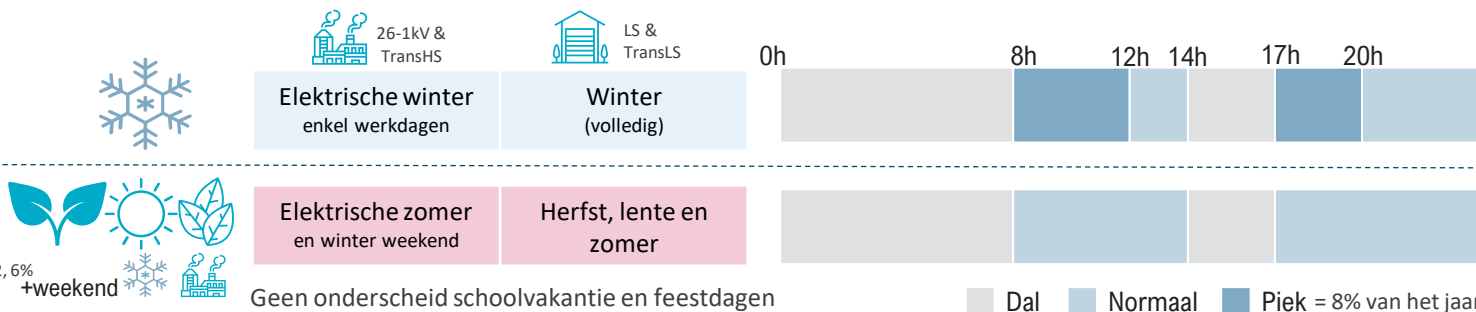 26-1kV &
TransHS
LS &
TransLS
0h 8h 12h 14h 17h 20h
Elektrische winter
enkel werkdagen
Winter
(volledig)
Elektrische zomer
en winter weekend
Herfst, lente en
zomer
, 6%
+weekend
Geen onderscheid schoolvakantie en feestdagen
Dal Normaal Piek = 8% van het jaar